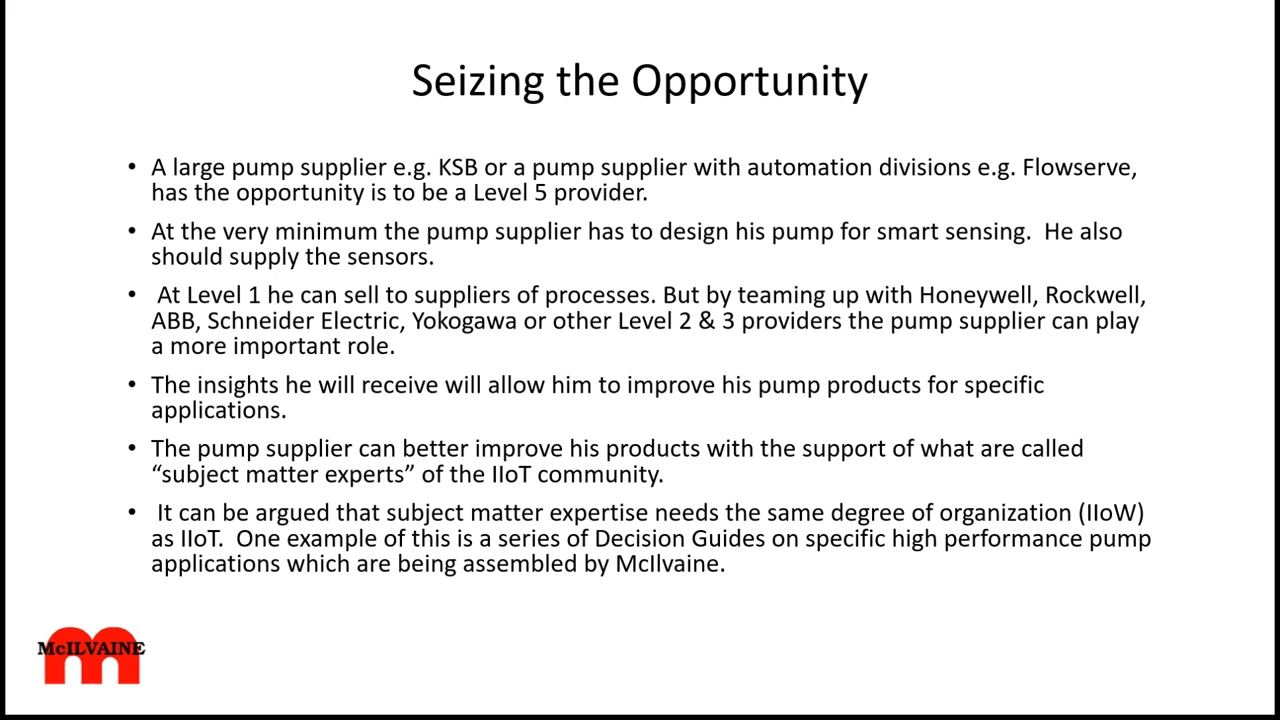 Seizing the Opportunity
• A large pump supplier e.g. KSB or a pump supplier with automation divisions e.g. Flowserve,
has the opportunity is to be a Level 5 provider.
• At the very minimum the pump supplier has to design his pump for smart sensing.  He also
should supply the sensors.
•  At Level 1 he can sell to suppliers of processes. But by teaming up with Honeywell, Rockwell,
ABB, Schneider Electric, Yokogawa or other Level 2 & 3 providers the pump supplier can play
a more important role.
• The insights he will receive will allow him to improve his pump products for specific
applications.
• The pump supplier can better improve his products with the support of what are called
“subject matter experts” of the IIoT community.
•  It can be argued that subject matter expertise needs the same degree of organization (IIoW)
as IIoT.  One example of this is a series of Decision Guides on specific high performance pump
applications which are being assembled by McIlvaine.
McILVAINE